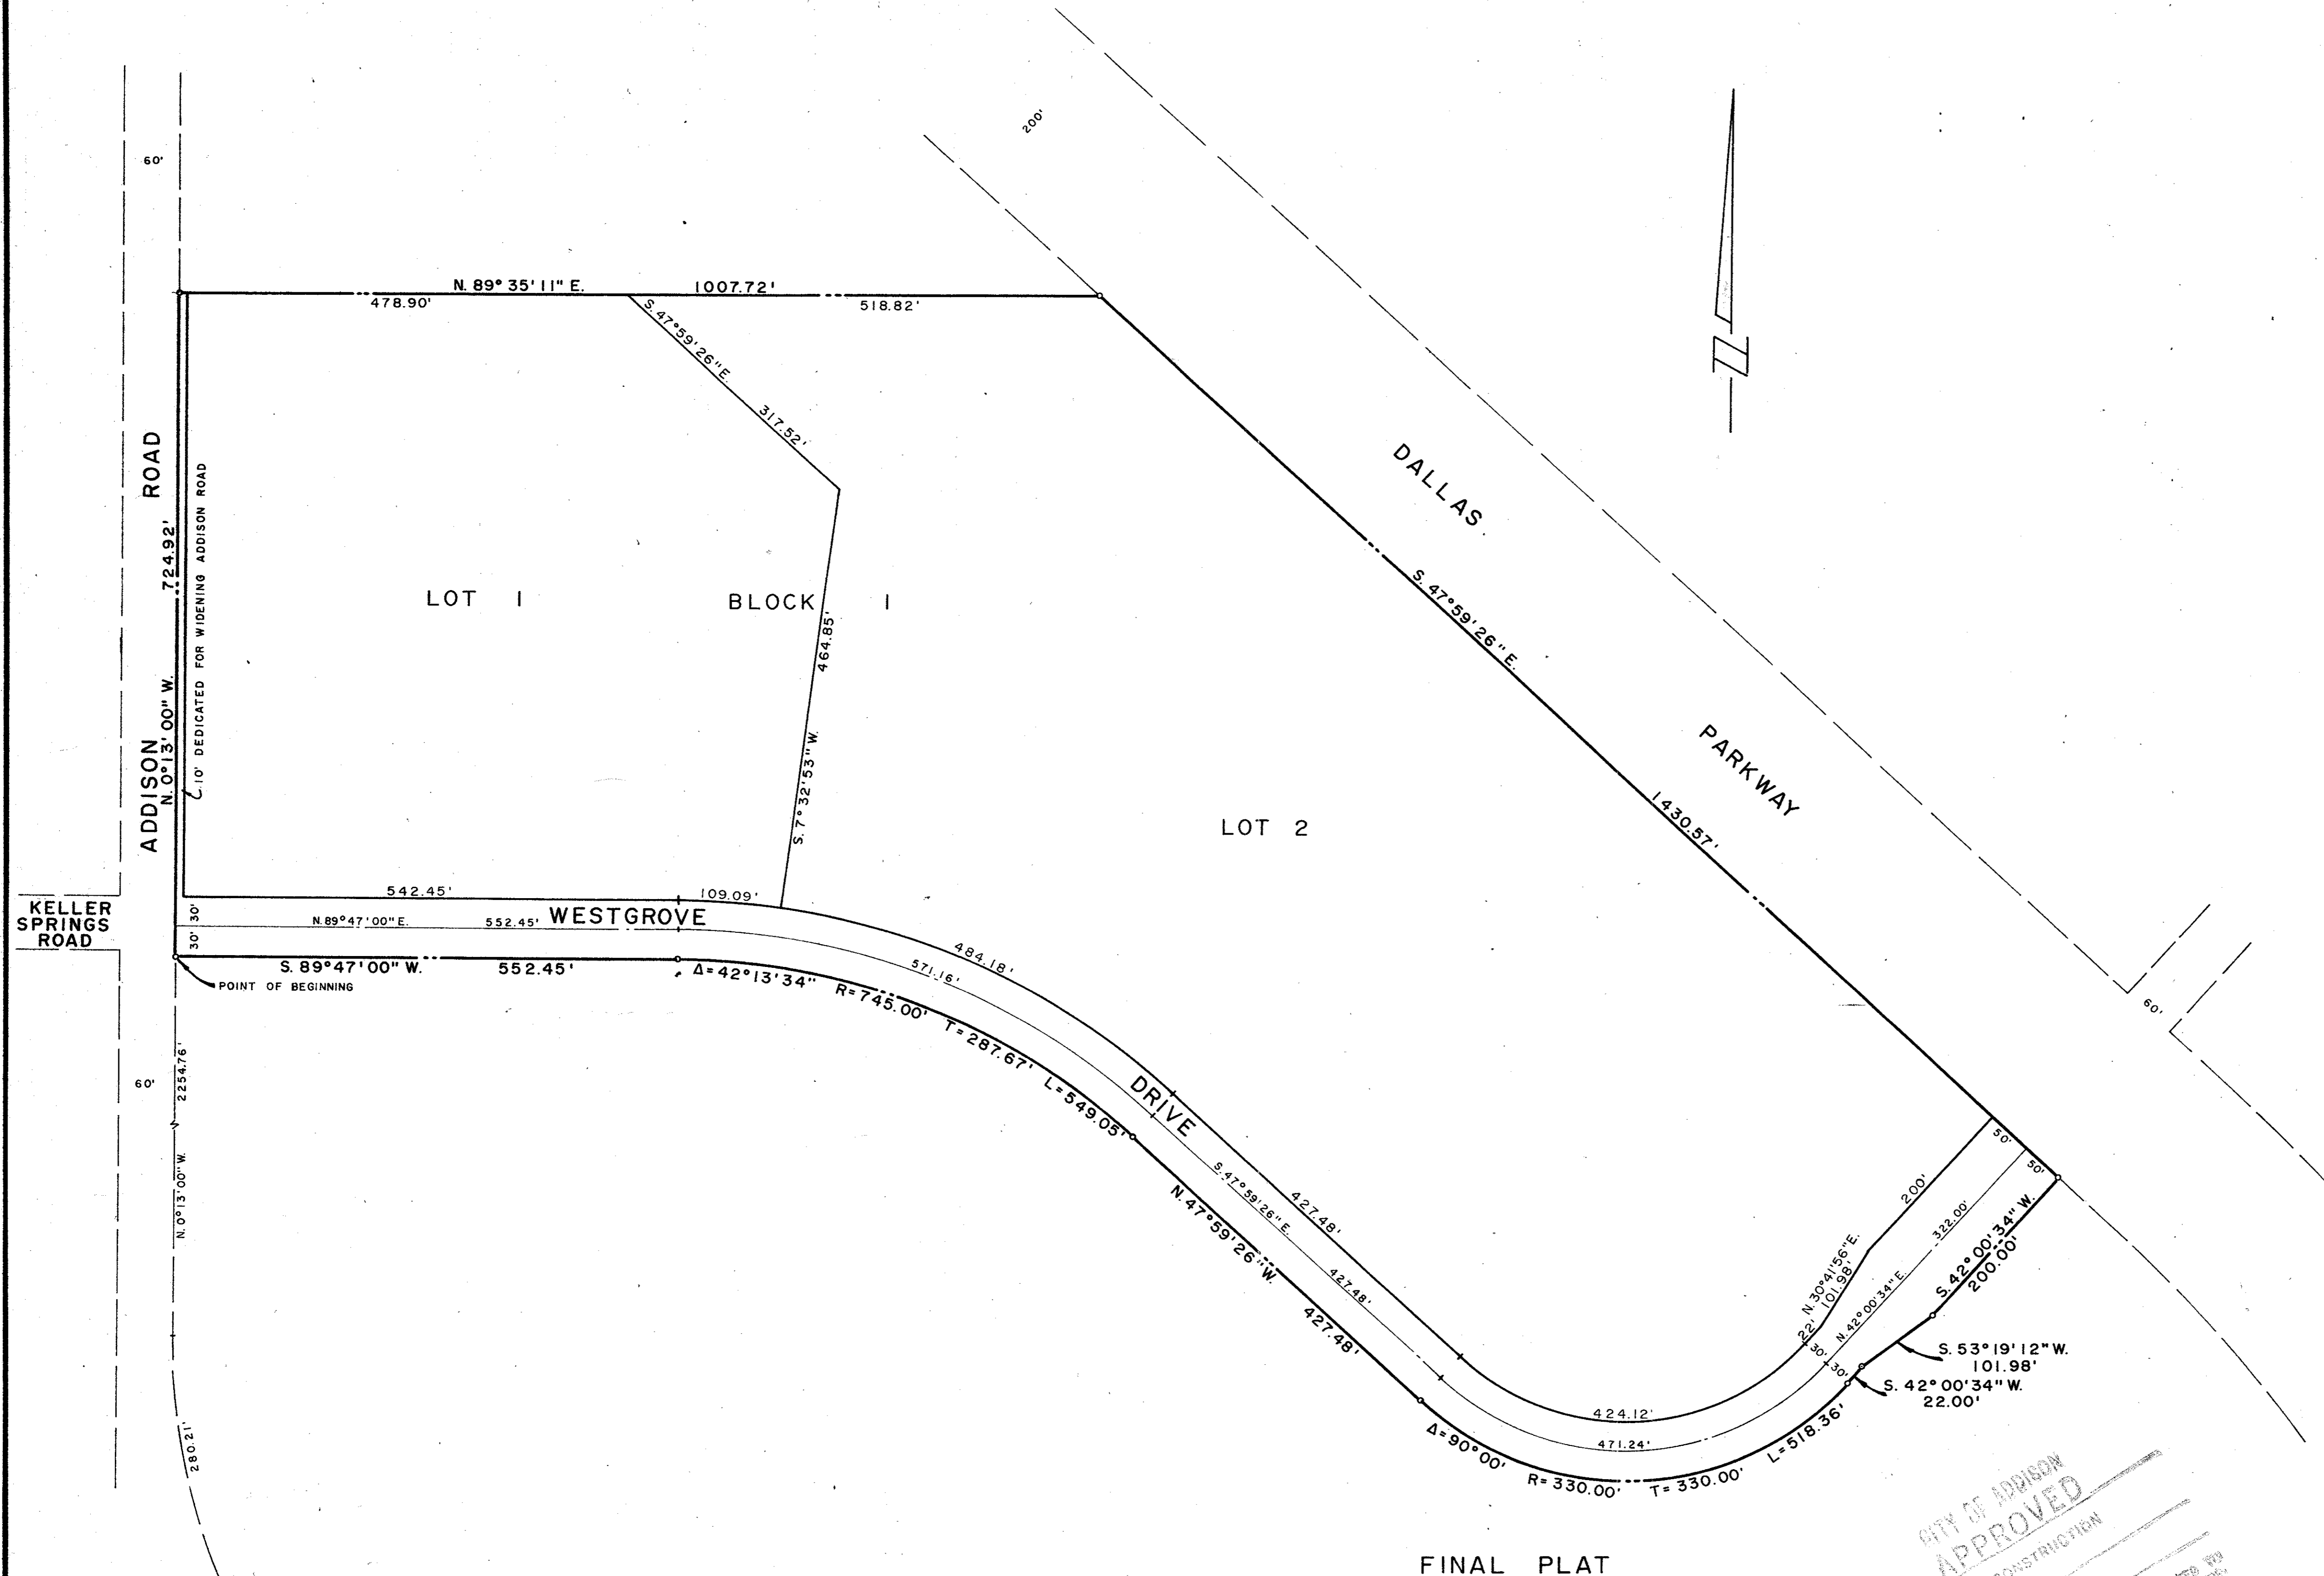 200'
60'
N. 89° 35' 11" E.
1007.72'
478.90'
518.82'
S. 47°59'26"E.
317.52'
ADDISON ROAD
N. 0°13'00" W. 724.92'
10' DEDICATED FOR WIDENING ADDISON ROAD
DALLAS PARKWAY
S. 47°59'26" E.
1430.57'
LOT 1
BLOCK 1
464.85'
S. 7°32'53" W.
LOT 2
KELLER
SPRINGS
ROAD
30'
30'
542.45'
109.09'
N.89°47'00"E.
552.45'
WESTGROVE DRIVE
S. 89°47'00" W.
552.45'
POINT OF BEGINNING
484.18'
571.16'
Δ=42°13'34" R=745.00' T=287.67' L=549.05'
60'
60'
2254.76'
N. 0°13'00" W.
280.21'
427.48'
S. 47°59'26" E.
427.48'
N. 47°59'26" W.
427.48'
50'
50'
200'
322.00'
N. 42°00'34" E.
N. 30°41'56"E.
101.98'
22'
30'
30'
S. 42°00'34" W.
200.00'
S. 53°19'12" W.
101.98'
S. 42°00'34" W.
22.00'
424.12'
471.24'
Δ=90°00' R=330.00' T=330.00' L=518.36'
CITY OF ADDISON
APPROVED
CONSTRUCTION
FINAL PLAT